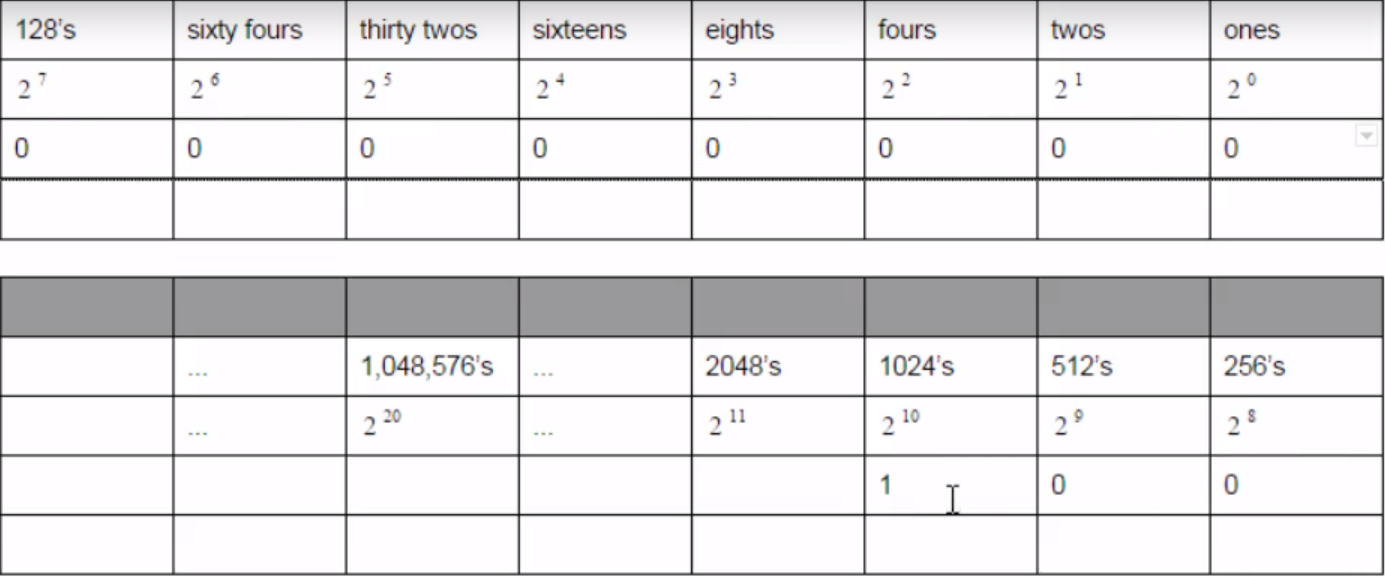 128's sixty fours thirty twos sixteens eights fours twos ones
2^7 2^6 2^5 2^4 2^3 2^2 2^1 2^0
0 0 0 0 0 0 0 0
... 1,048,576's ... 2048's 1024's 512's 256's
... 2^20 ... 2^11 2^10 2^9 2^8
1 0 0